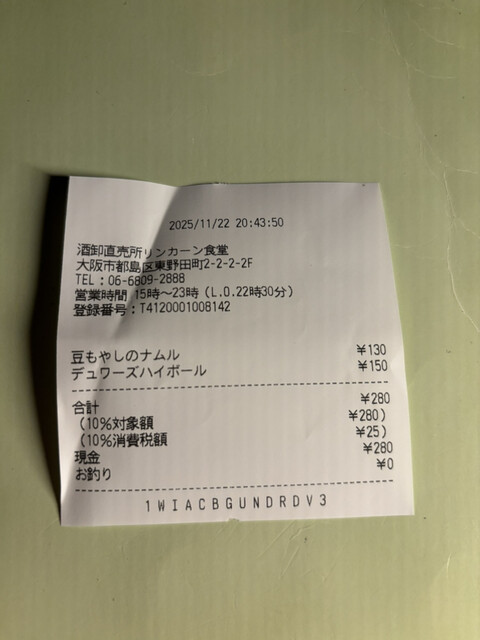 2025/11/22 20:43:50
酒卸直売所リンカーン食堂
大阪市都島区東野田町2-2-2-2F
TEL：06-6809-2888
営業時間 15時～23時（L.O.22時30分）
登録番号：T4120001008142
豆もやしのナムル ¥130
デュワーズハイボール ¥150
合計 ¥280
（10%対象額 ¥280）
（10%消費税額 ¥25）
現金 ¥280
お釣り ¥0
1WIACBGUNDRDV3